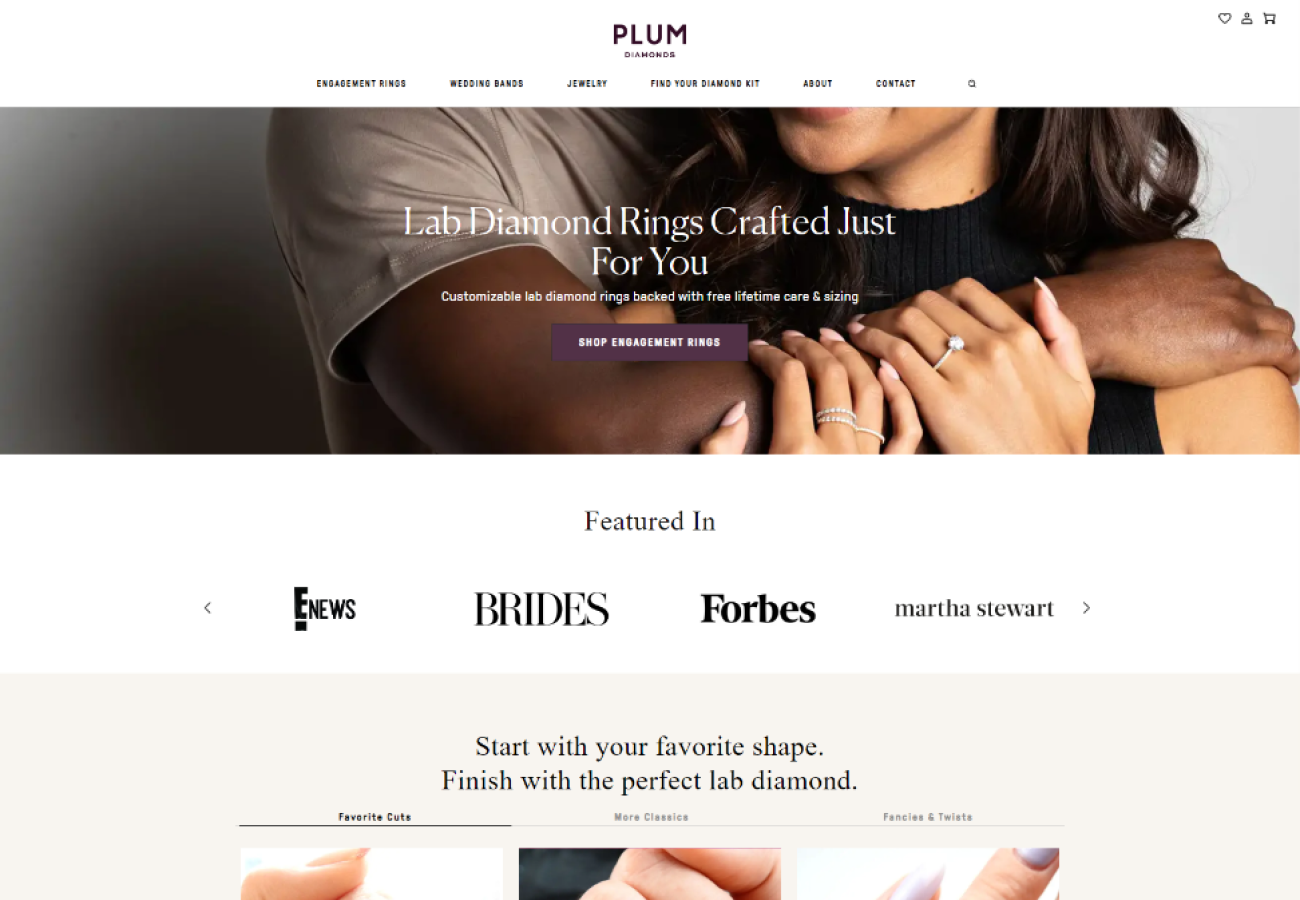 PLUM
DIAMONDS
ENGAGEMENT RINGS WEDDING BANDS JEWELRY FIND YOUR DIAMOND KIT ABOUT CONTACT
Lab Diamond Rings Crafted Just
For You
Customizable lab diamond rings backed with free lifetime care & sizing
SHOP ENGAGEMENT RINGS
Featured In
E NEWS BRIDES Forbes martha stewart
Start with your favorite shape.
Finish with the perfect lab diamond.
Favorite Cuts More Classics Fancies & Twists